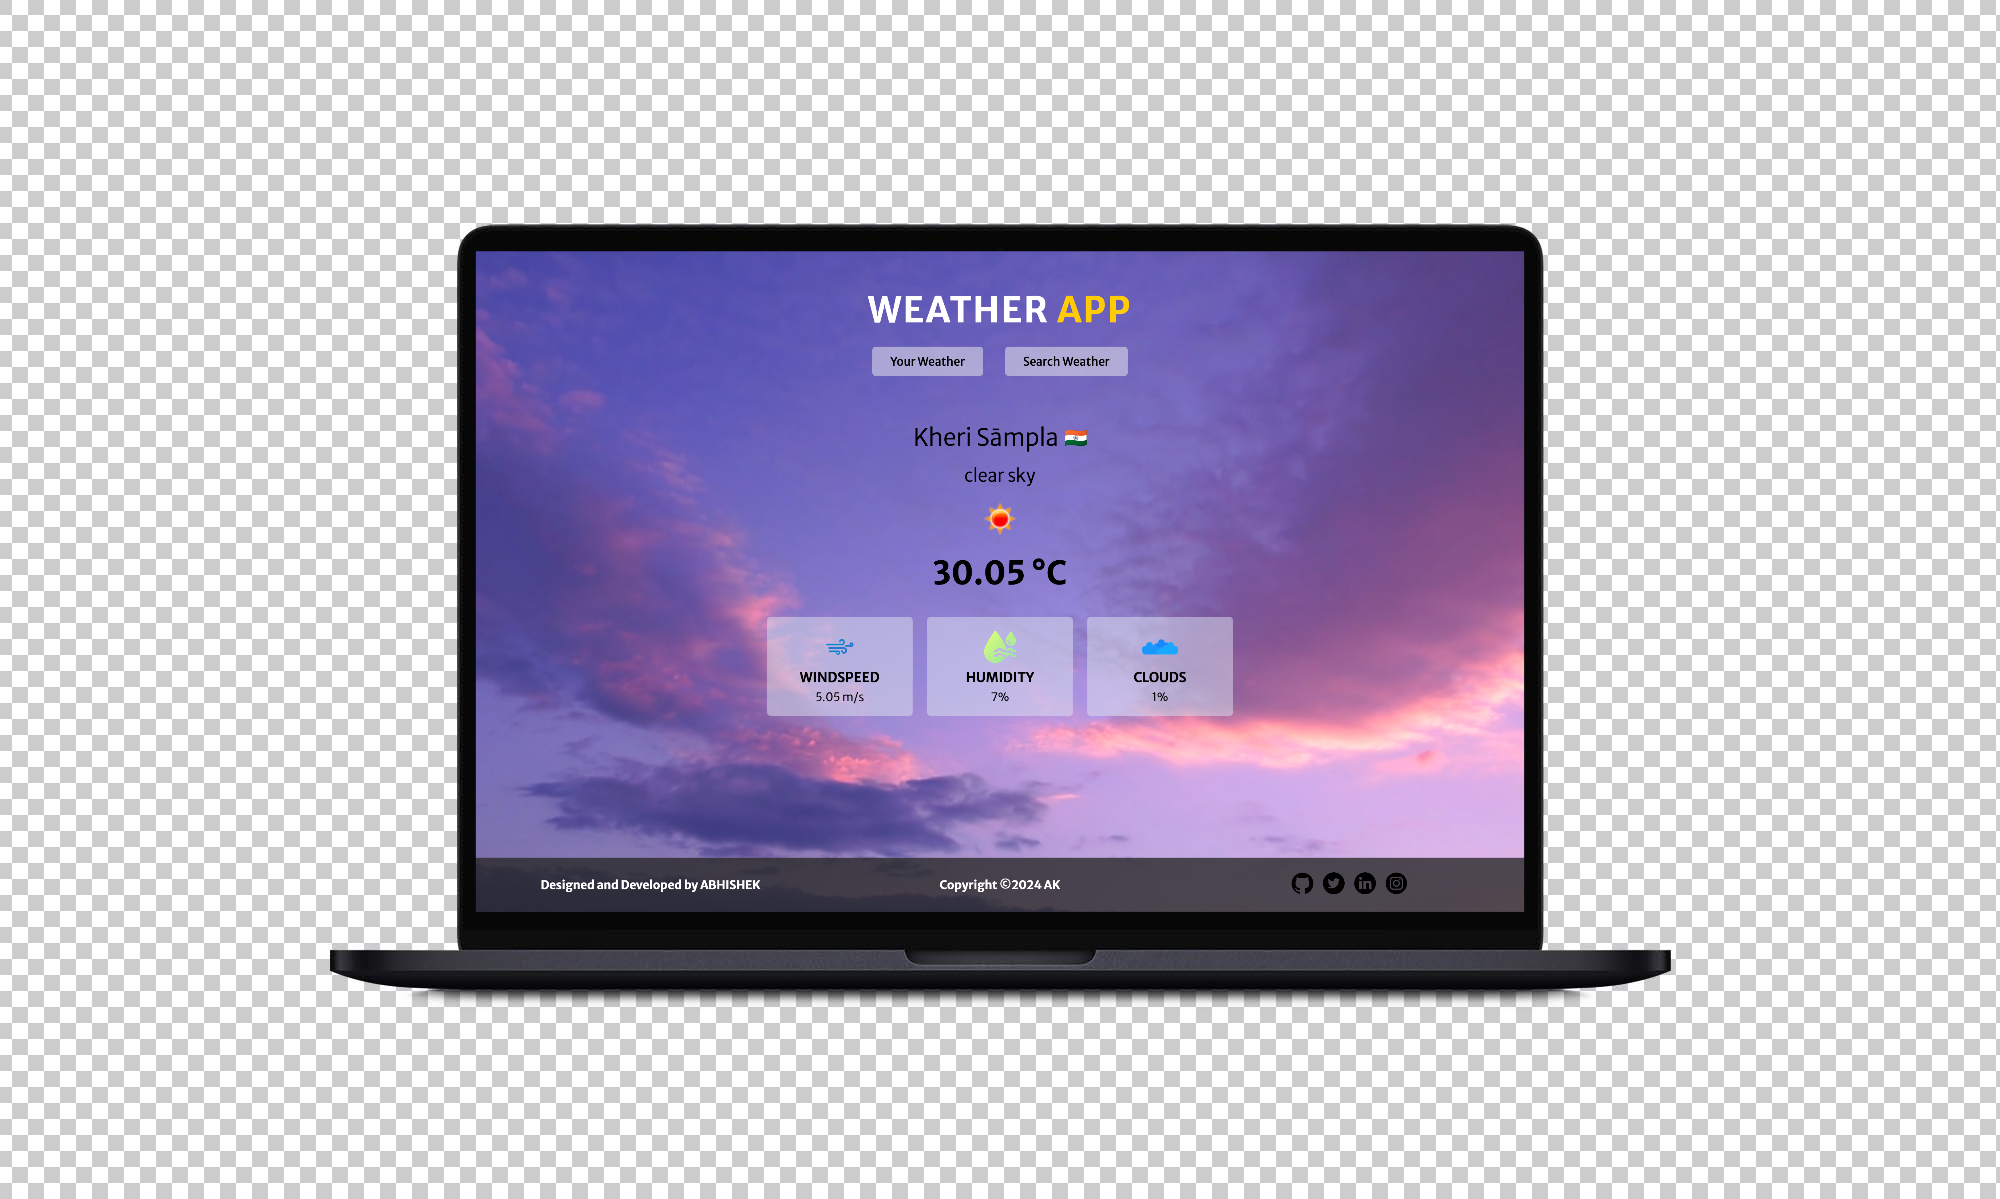 WEATHER APP
Your Weather
Search Weather
Kheri Sāmpla
clear sky
30.05 °C
WINDSPEED
5.05 m/s
HUMIDITY
7%
CLOUDS
1%
Designed and Developed by ABHISHEK
Copyright ©2024 AK